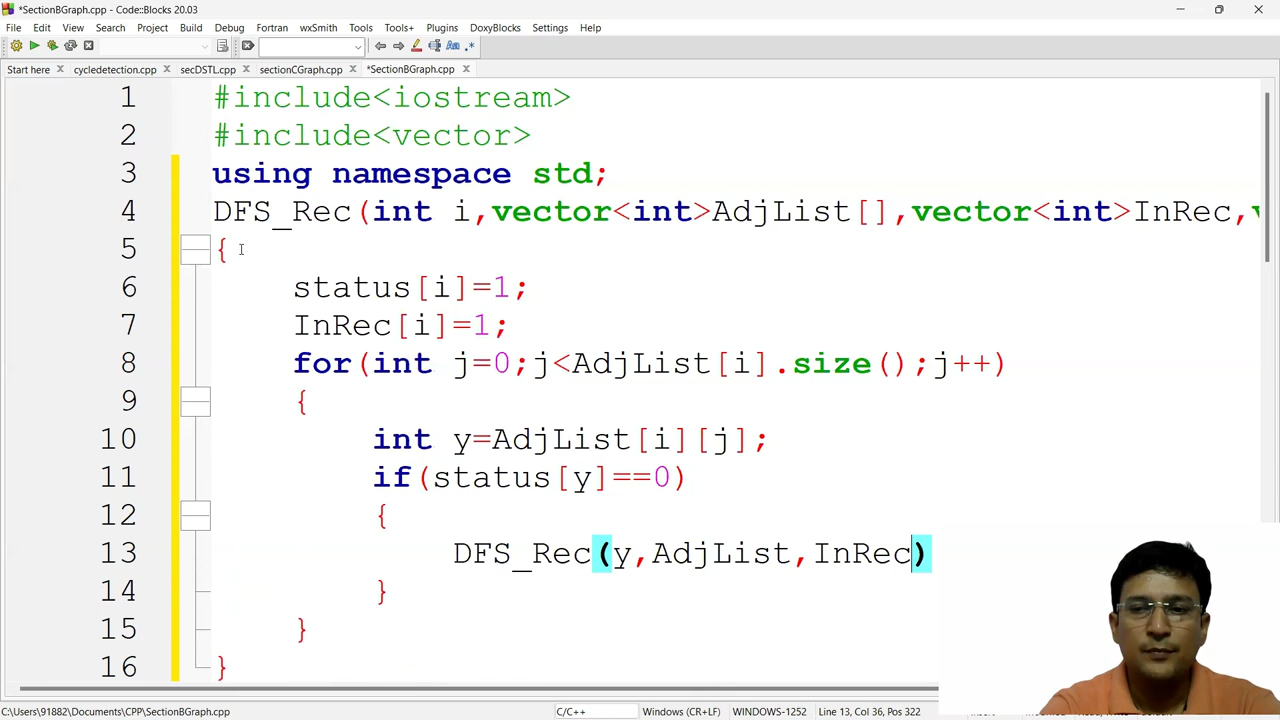 *SectionBGraph.cpp - Code::Blocks 20.03
File Edit View Search Project Build Debug Fortran wxSmith Tools Tools+ Plugins DoxyBlocks Settings Help
Start here cycledetection.cpp secDSTL.cpp sectionCGraph.cpp *SectionBGraph.cpp
1 #include<iostream>
2 #include<vector>
3 using namespace std;
4 DFS_Rec(int i,vector<int>AdjList[],vector<int>InRec,
5 {
6 status[i]=1;
7 InRec[i]=1;
8 for(int j=0;j<AdjList[i].size();j++)
9 {
10 int y=AdjList[i][j];
11 if(status[y]==0)
12 {
13 DFS_Rec(y,AdjList,InRec)
14 }
15 }
16 }
C:\Users\91882\Documents\CPP\SectionBGraph.cpp C/C++ Windows (CR+LF) WINDOWS-1252 Line 13, Col 36, Pos 322